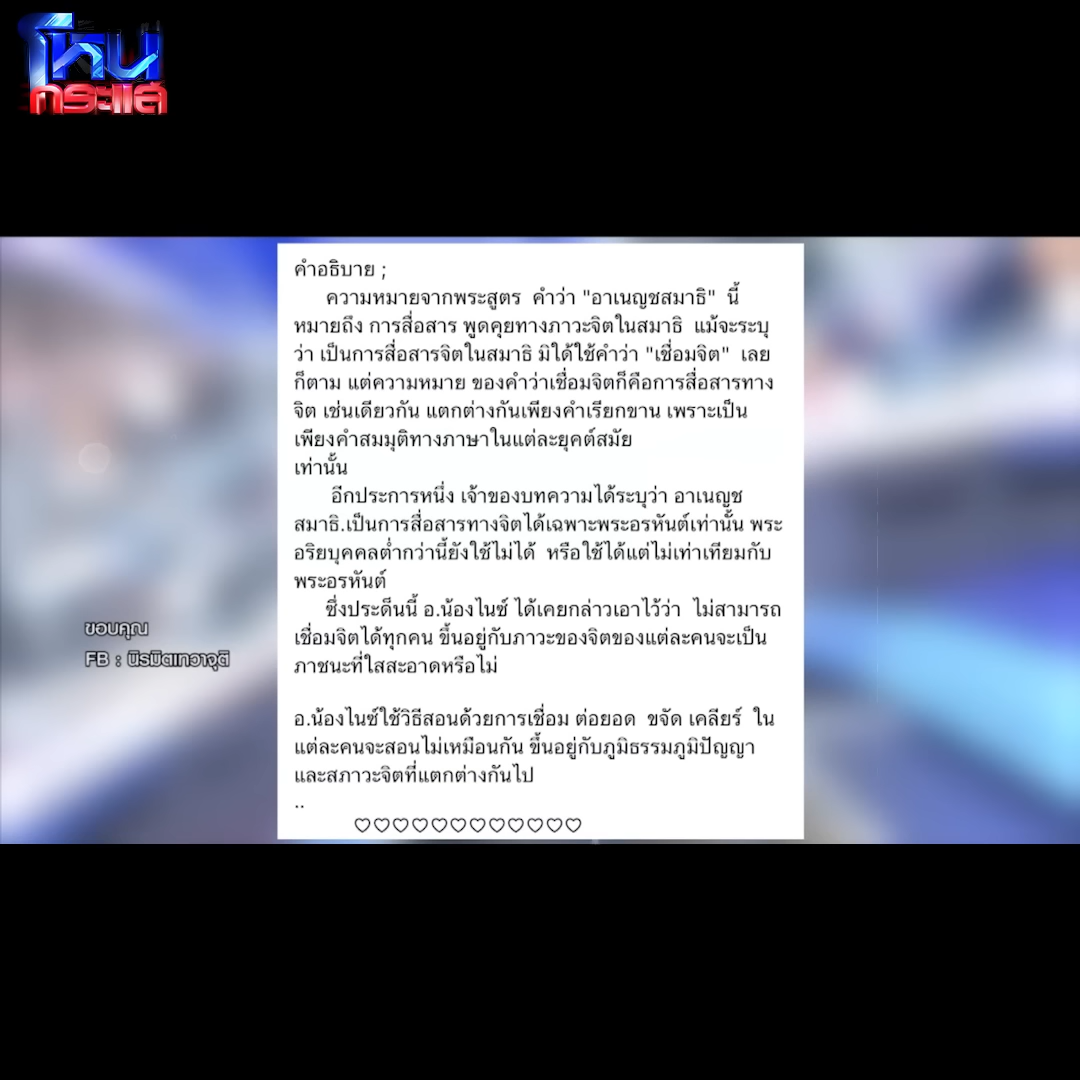 โหน
กระแส
คำอธิบาย ;
ความหมายจากพระสูตร คำว่า "อาเนญชสมาธิ" นี้
หมายถึง การสื่อสาร พูดคุยทางภาวะจิตในสมาธิ แม้จะระบุ
ว่า เป็นการสื่อสารจิตในสมาธิ มิได้ใช้คำว่า "เชื่อมจิต" เลย
ก็ตาม แต่ความหมาย ของคำว่าเชื่อมจิตก็คือการสื่อสารทาง
จิต เช่นเดียวกัน แตกต่างกันเพียงคำเรียกขาน เพราะเป็น
เพียงคำสมมุติทางภาษาในแต่ละยุคต์สมัย
เท่านั้น
อีกประการหนึ่ง เจ้าของบทความได้ระบุว่า อาเนญช
สมาธิ.เป็นการสื่อสารทางจิตได้เฉพาะพระอรหันต์เท่านั้น พระ
อริยบุคคลต่ำกว่านี้ยังใช้ไม่ได้ หรือใช้ได้แต่ไม่เท่าเทียมกับ
พระอรหันต์
ซึ่งประเด็นนี้ อ.น้องไนซ์ ได้เคยกล่าวเอาไว้ว่า ไม่สามารถ
เชื่อมจิตได้ทุกคน ขึ้นอยู่กับภาวะของจิตของแต่ละคนจะเป็น
ภาชนะที่ใสสะอาดหรือไม่
อ.น้องไนซ์ใช้วิธีสอนด้วยการเชื่อม ต่อยอด ขจัด เคลียร์ ใน
แต่ละคนจะสอนไม่เหมือนกัน ขึ้นอยู่กับภูมิธรรมภูมิปัญญา
และสภาวะจิตที่แตกต่างกันไป
..
♡♡♡♡♡♡♡♡♡♡♡♡
ขอบคุณ
FB : นิรมิตเทวาจุติ